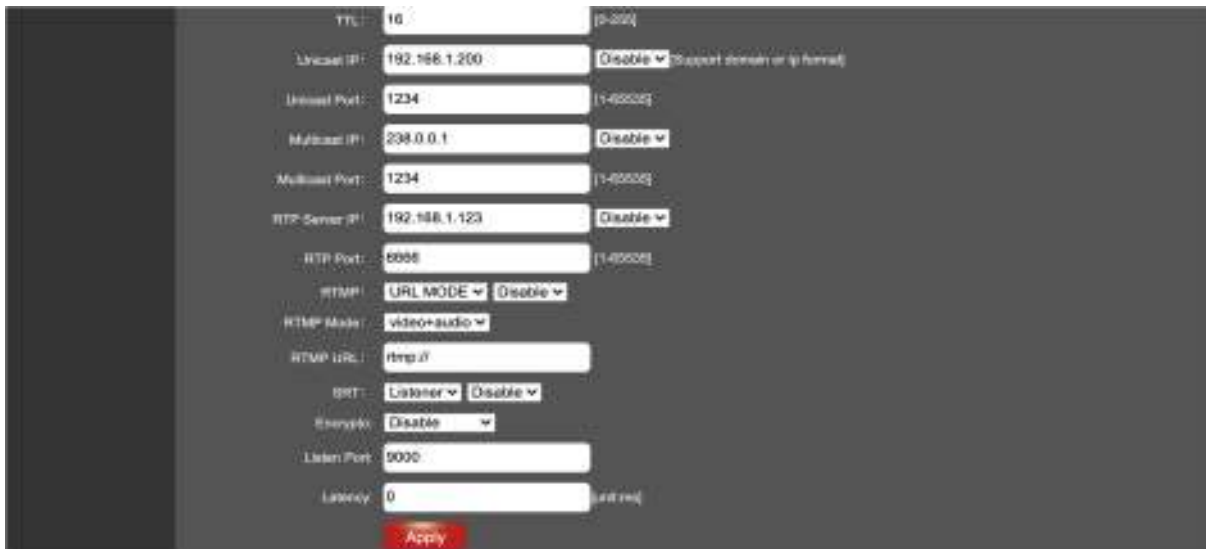 TTL: 16 [0-255]
Unicast IP: 192.168.1.200 Disable [Support domain or ip format]
Unicast Port: 1234 [1-65535]
Multicast IP: 238.0.0.1 Disable
Multicast Port: 1234 [1-65535]
RTP Server IP: 192.168.1.123 Disable
RTP Port: 6666 [1-65535]
RTMP: URL MODE Disable
RTMP Mode: video+audio
RTMP URL: rtmp://
SRT: Listener Disable
Encrypto: Disable
Listen Port: 9000
Latency: 0 [unit:ms]
Apply